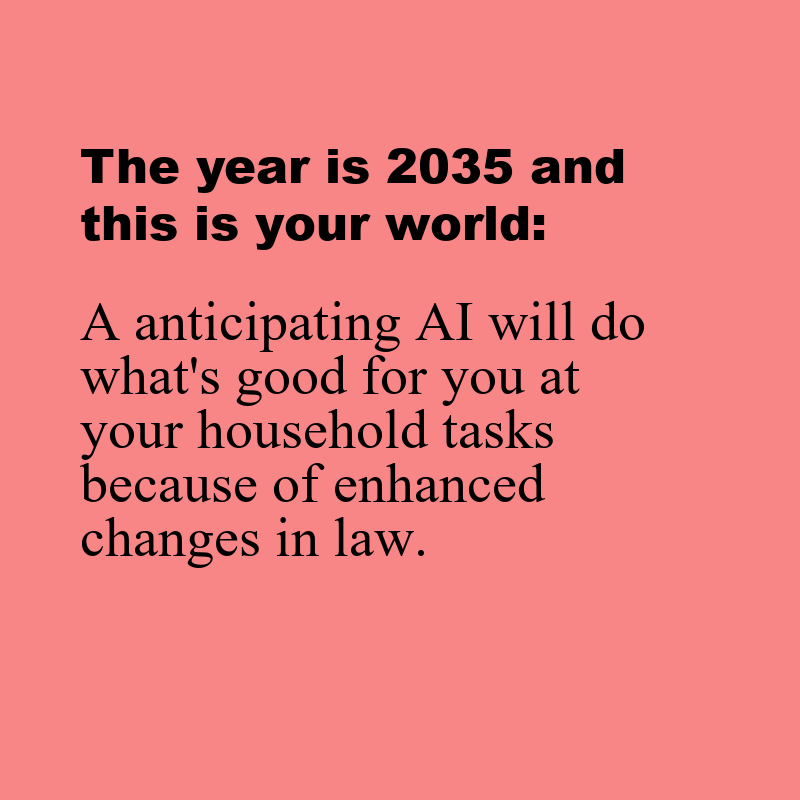 The year is 2035 and
this is your world:
A anticipating AI will do
what's good for you at
your household tasks
because of enhanced
changes in law.